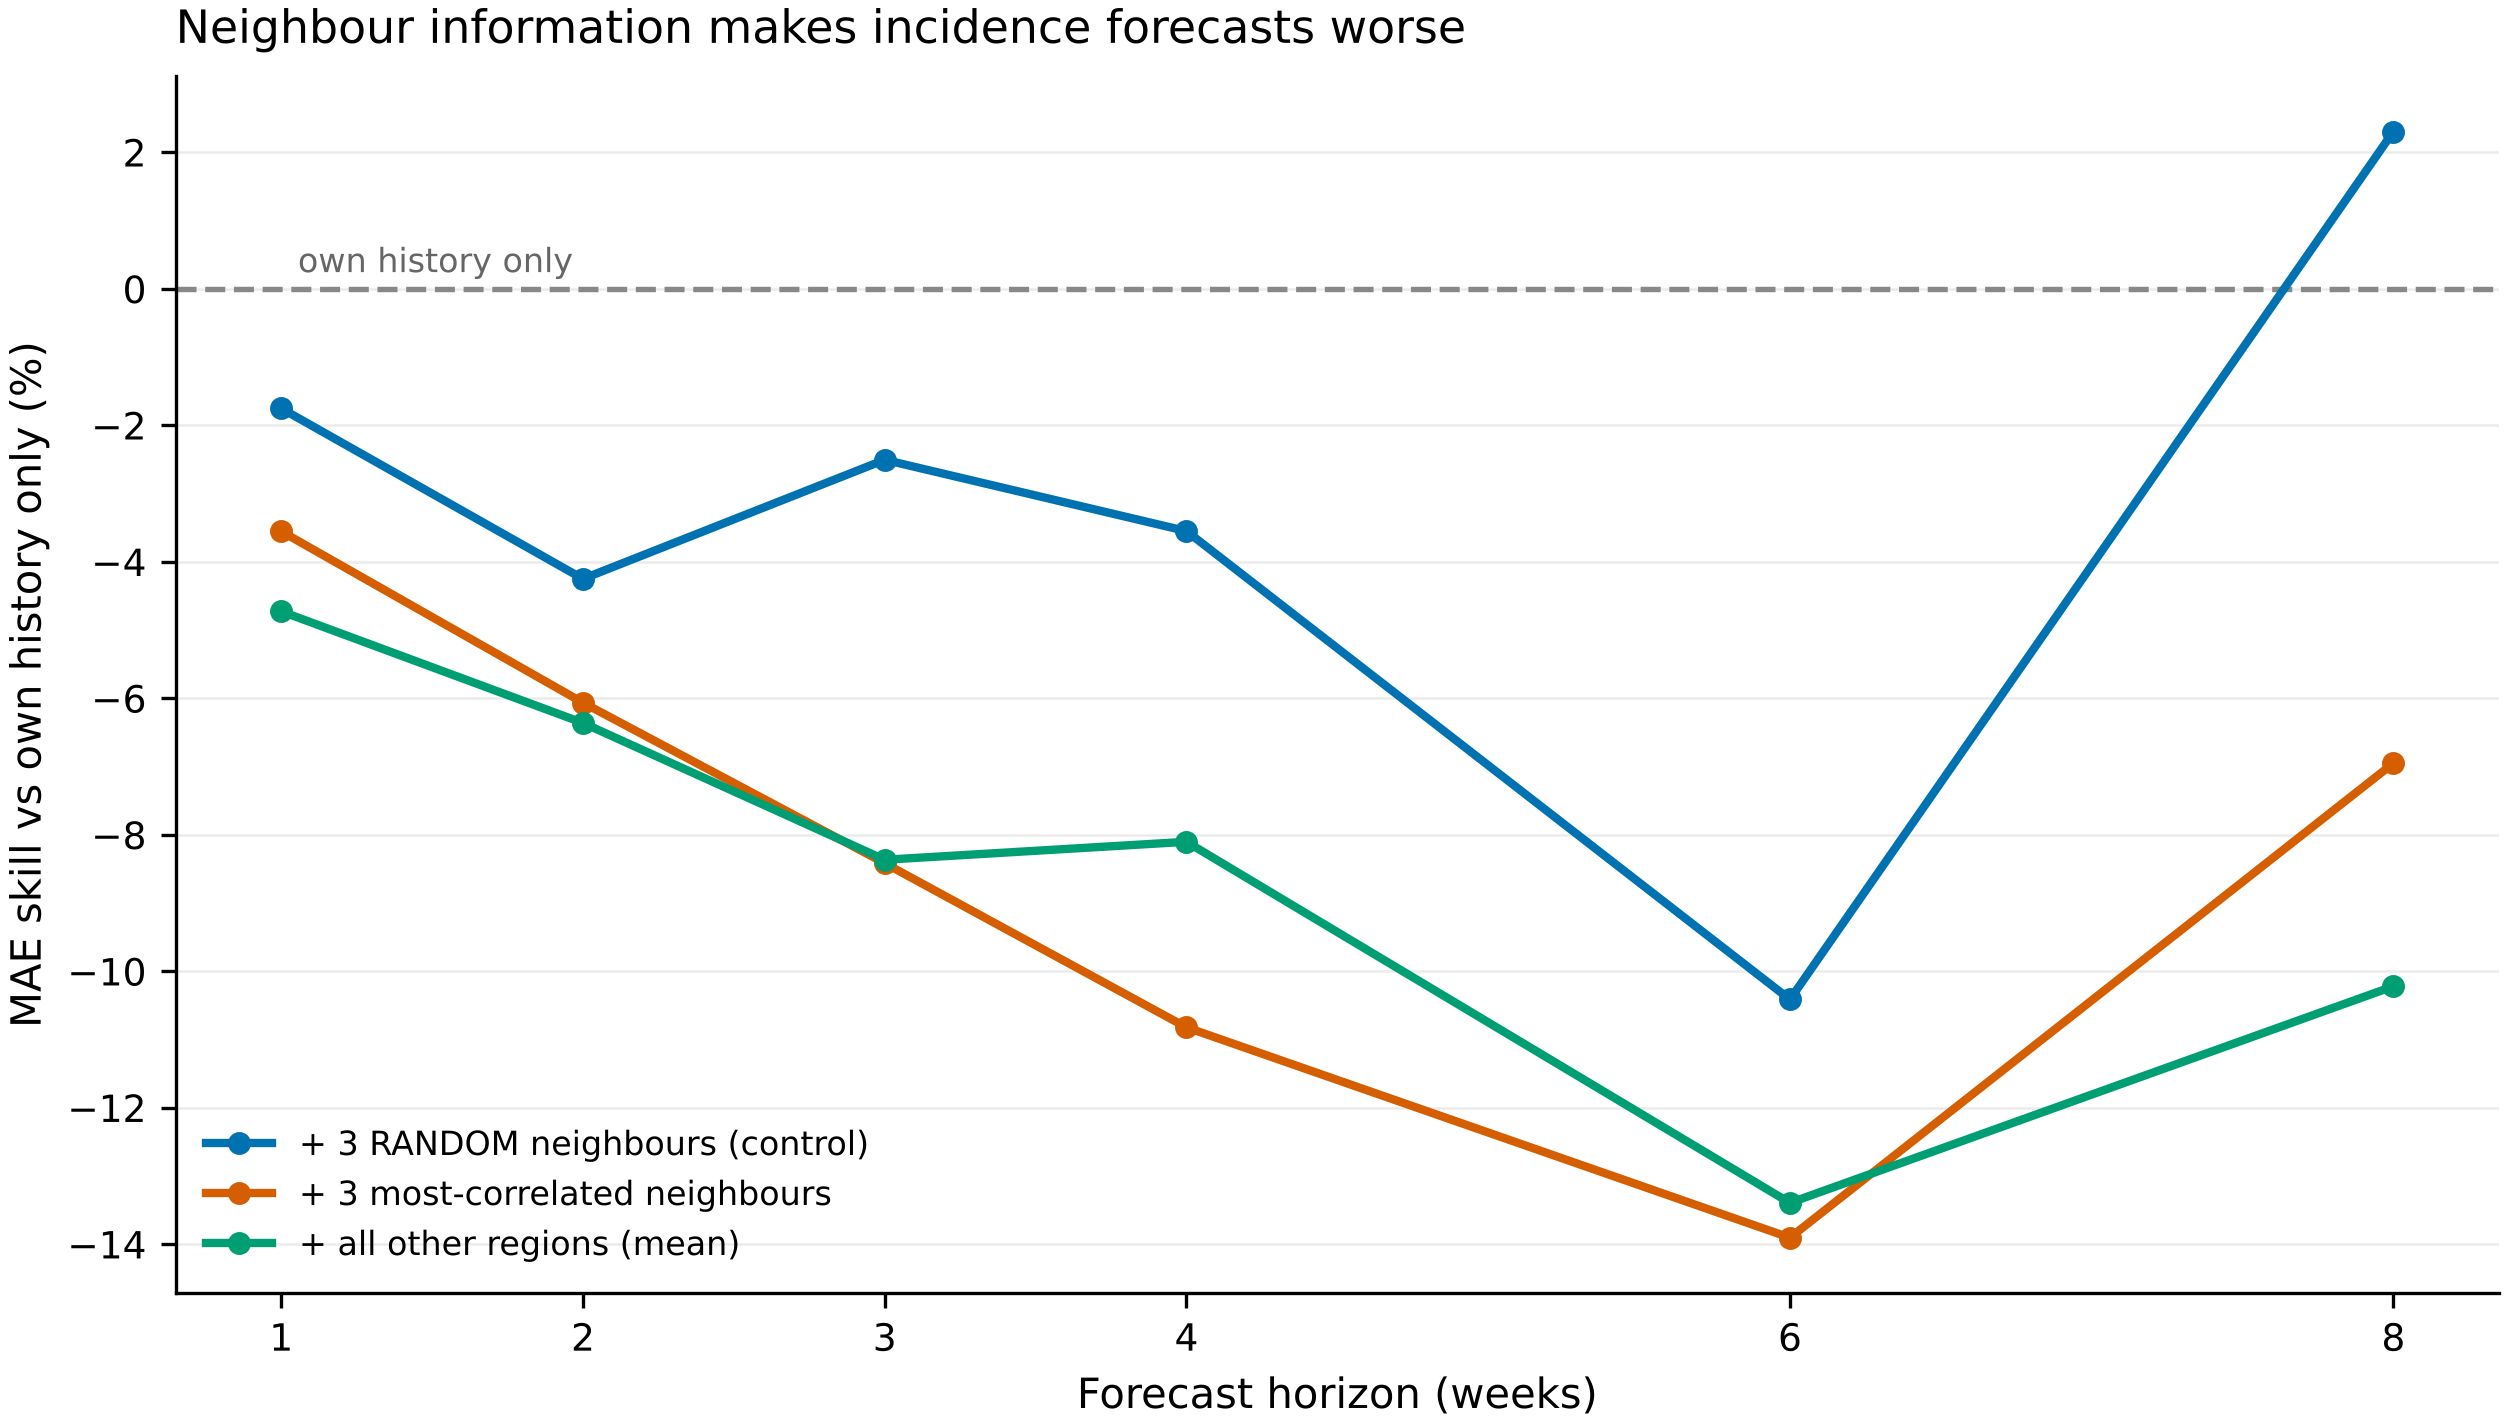 Neighbour information makes incidence forecasts worse
MAE skill vs own history only (%)
2
0
−2
−4
−6
−8
−10
−12
−14
own history only
+ 3 RANDOM neighbours (control)
+ 3 most-correlated neighbours
+ all other regions (mean)
1 2 3 4 6 8
Forecast horizon (weeks)